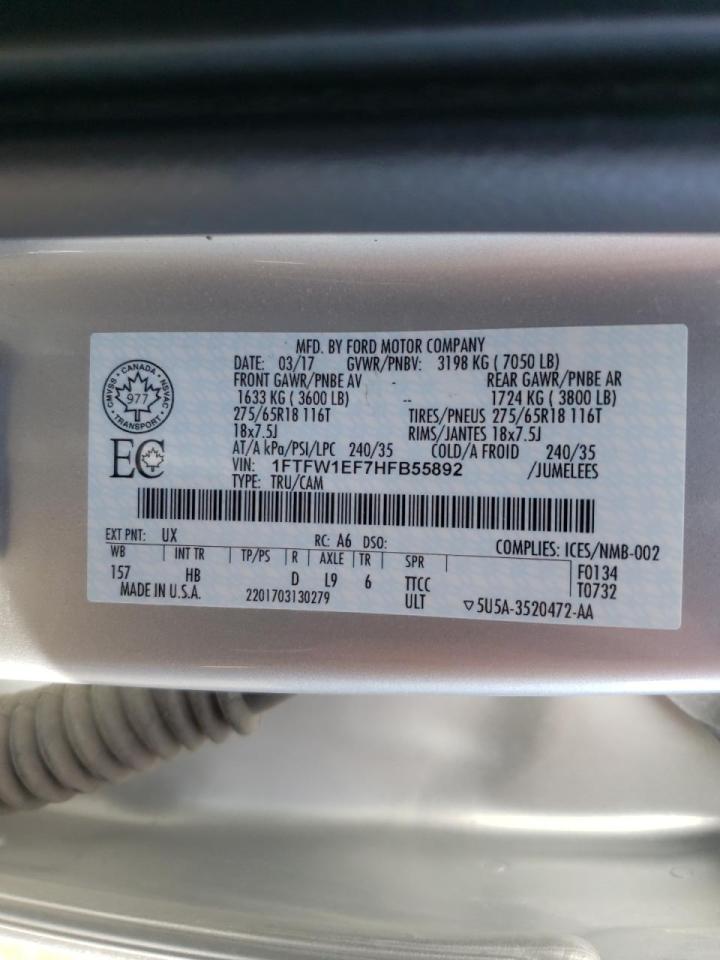 MFD. BY FORD MOTOR COMPANY
DATE: 03/17 GVWR/PNBV: 3198 KG ( 7050 LB)
FRONT GAWR/PNBE AV - REAR GAWR/PNBE AR
1633 KG ( 3600 LB) -- 1724 KG ( 3800 LB)
275/65R18 116T TIRES/PNEUS 275/65R18 116T
18x7.5J RIMS/JANTES 18x7.5J
AT/A kPa/PSI/LPC 240/35 COLD/A FROID 240/35
VIN: 1FTFW1EF7HFB55892 /JUMELEES
TYPE: TRU/CAM
CANADA
CMVSS NSVAC
977
TRANSPORT
EC
EXT PNT: UX RC: A6 DSO: COMPLIES: ICES/NMB-002
WB INT TR TP/PS R AXLE TR SPR F0134
157 HB D L9 6 TTCC T0732
MADE IN U.S.A. 2201703130279 ULT ▽5U5A-3520472-AA